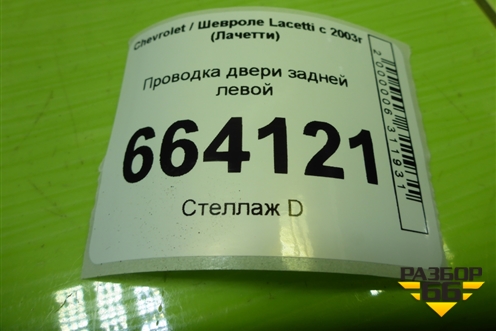 Chevrolet / Шевроле Lacetti с 2003г
(Лачетти)
Проводка двери задней
левой
664121
Стеллаж D
2000006311931
РАЗБОР
66